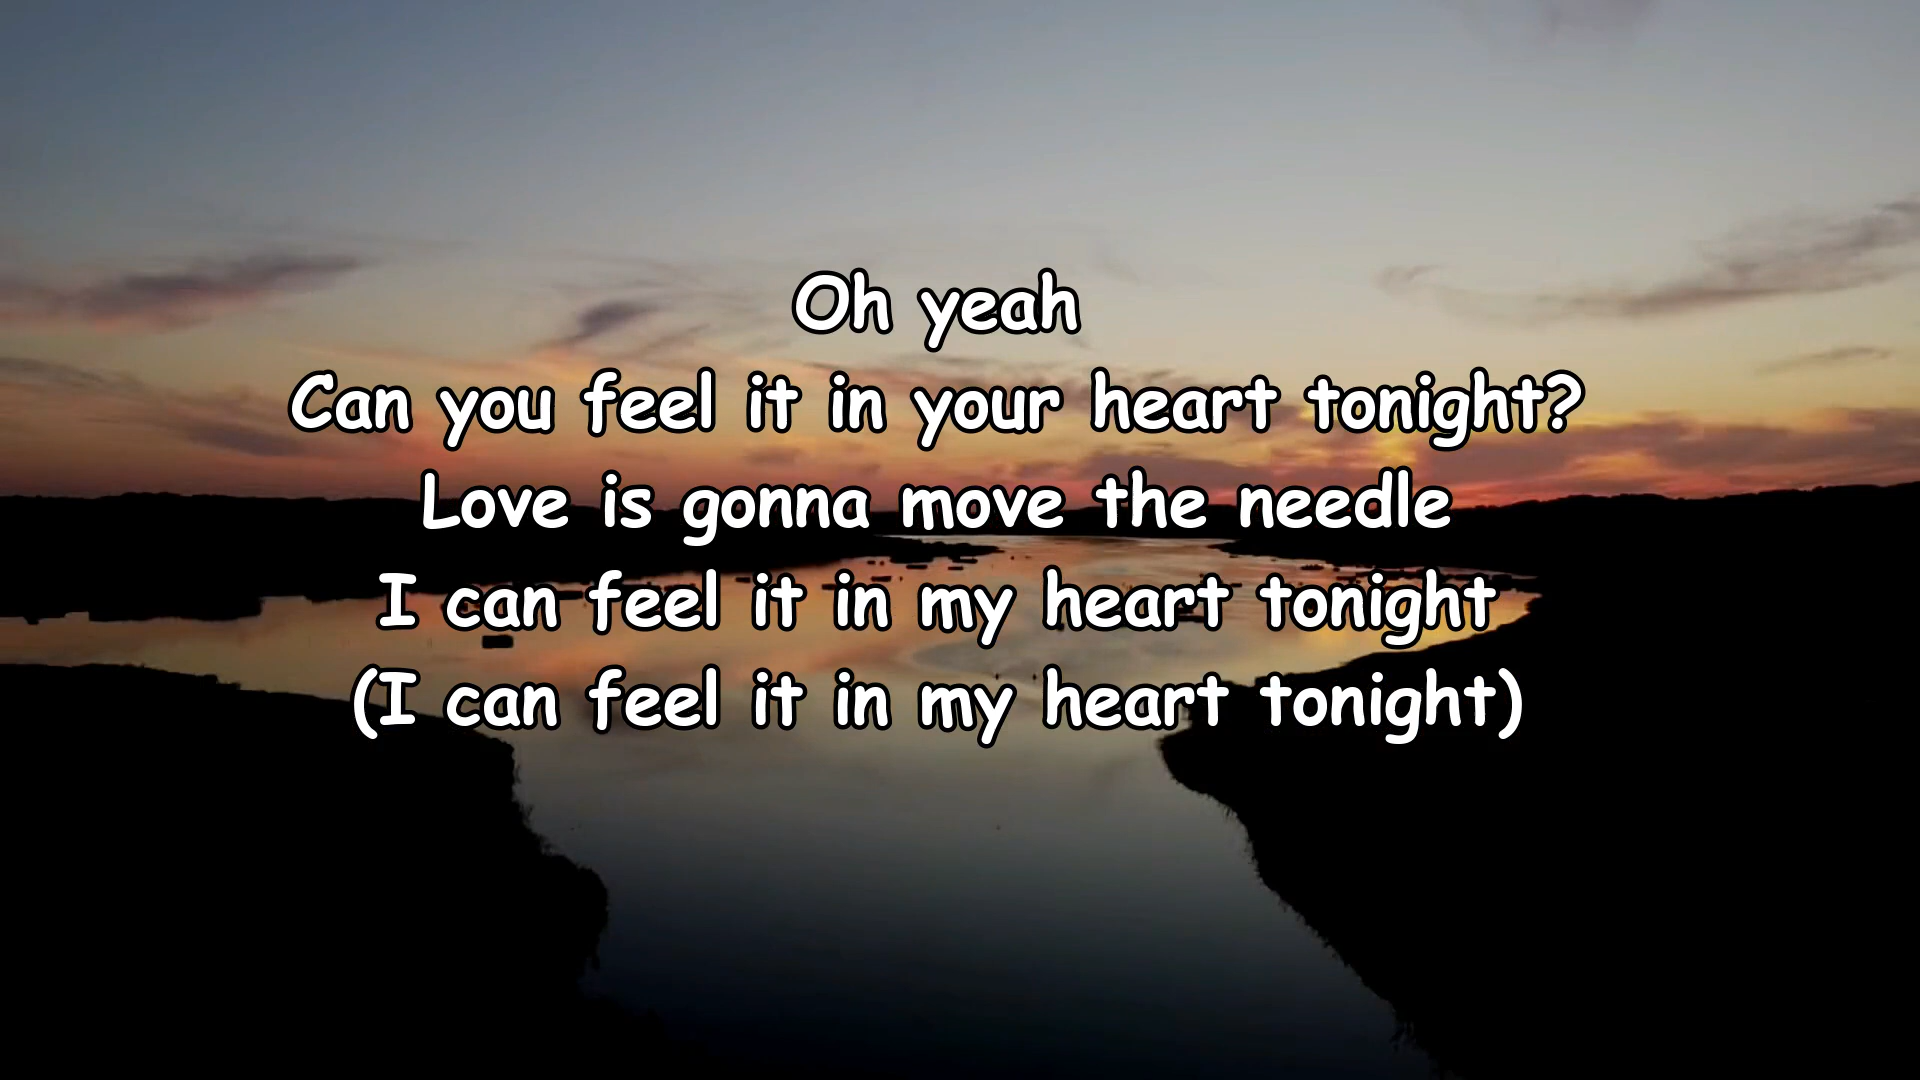 Oh yeah
Can you feel it in your heart tonight?
Love is gonna move the needle
I can feel it in my heart tonight
(I can feel it in my heart tonight)